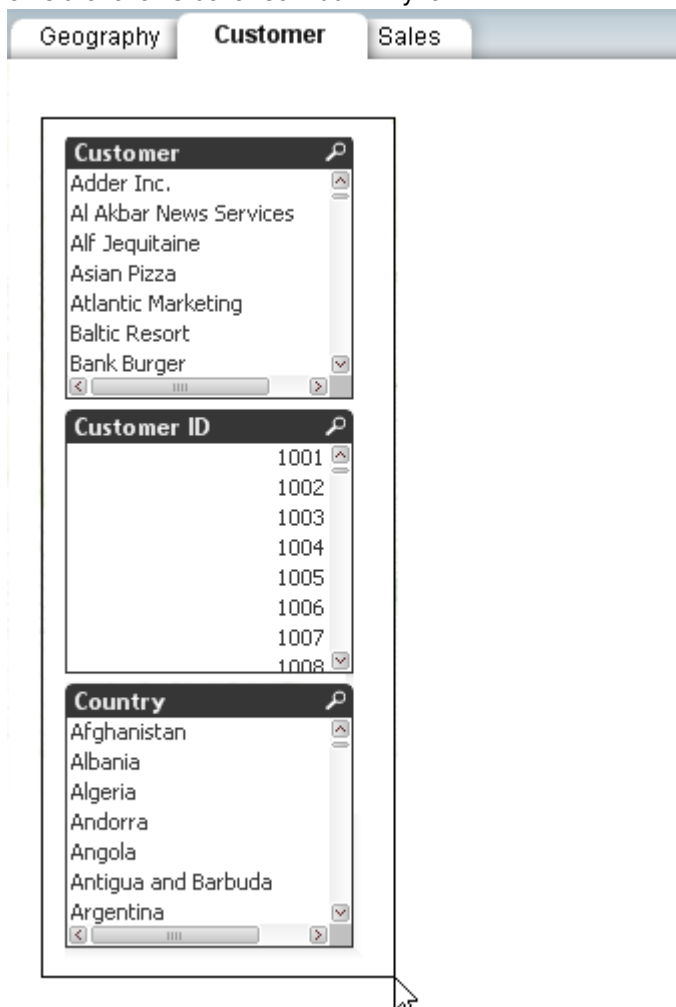 Geography Customer Sales
Customer
Adder Inc.
Al Akbar News Services
Alf Jequitaine
Asian Pizza
Atlantic Marketing
Baltic Resort
Bank Burger
Customer ID
1001
1002
1003
1004
1005
1006
1007
1008
Country
Afghanistan
Albania
Algeria
Andorra
Angola
Antigua and Barbuda
Argentina